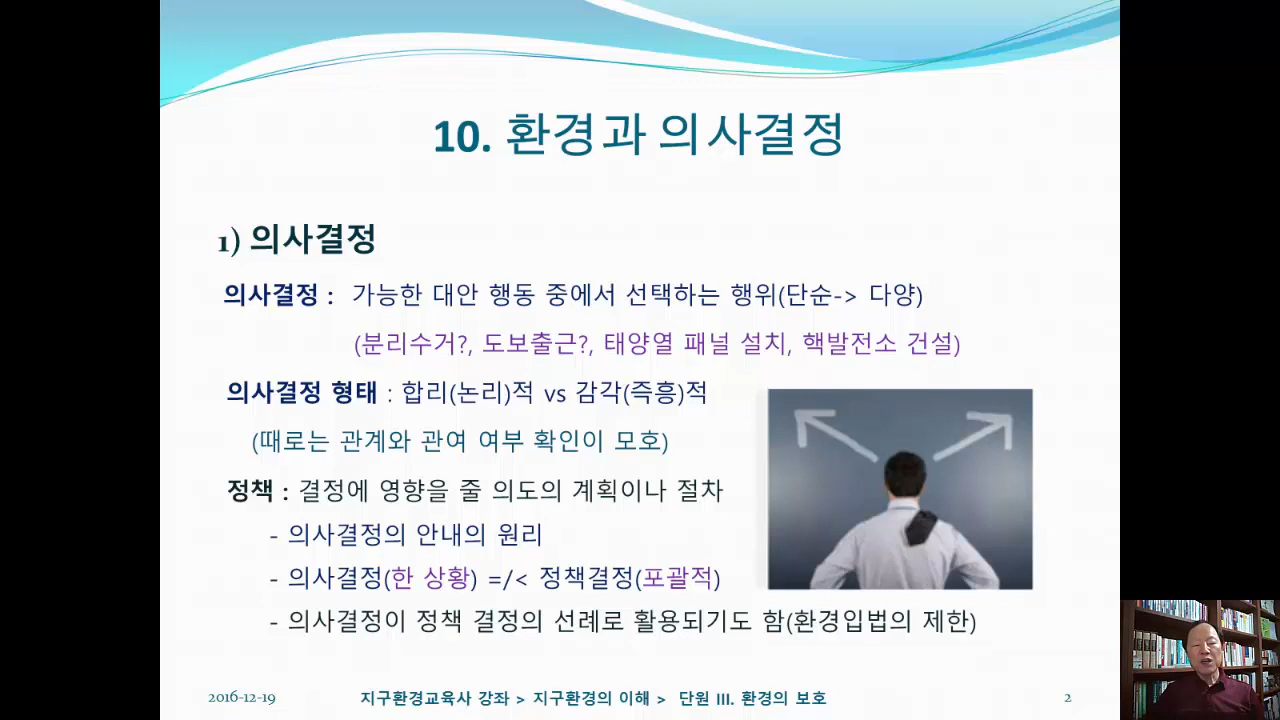 10. 환경과 의사결정
1) 의사결정
의사결정 : 가능한 대안 행동 중에서 선택하는 행위(단순-> 다양)
(분리수거?, 도보출근?, 태양열 패널 설치, 핵발전소 건설)
의사결정 형태 : 합리(논리)적 vs 감각(즉흥)적
(때로는 관계와 관여 여부 확인이 모호)
정책 : 결정에 영향을 줄 의도의 계획이나 절차
- 의사결정의 안내의 원리
- 의사결정(한 상황) =/< 정책결정(포괄적)
- 의사결정이 정책 결정의 선례로 활용되기도 함(환경입법의 제한)
2016-12-19 지구환경교육사 강좌 > 지구환경의 이해 > 단원 III. 환경의 보호 2